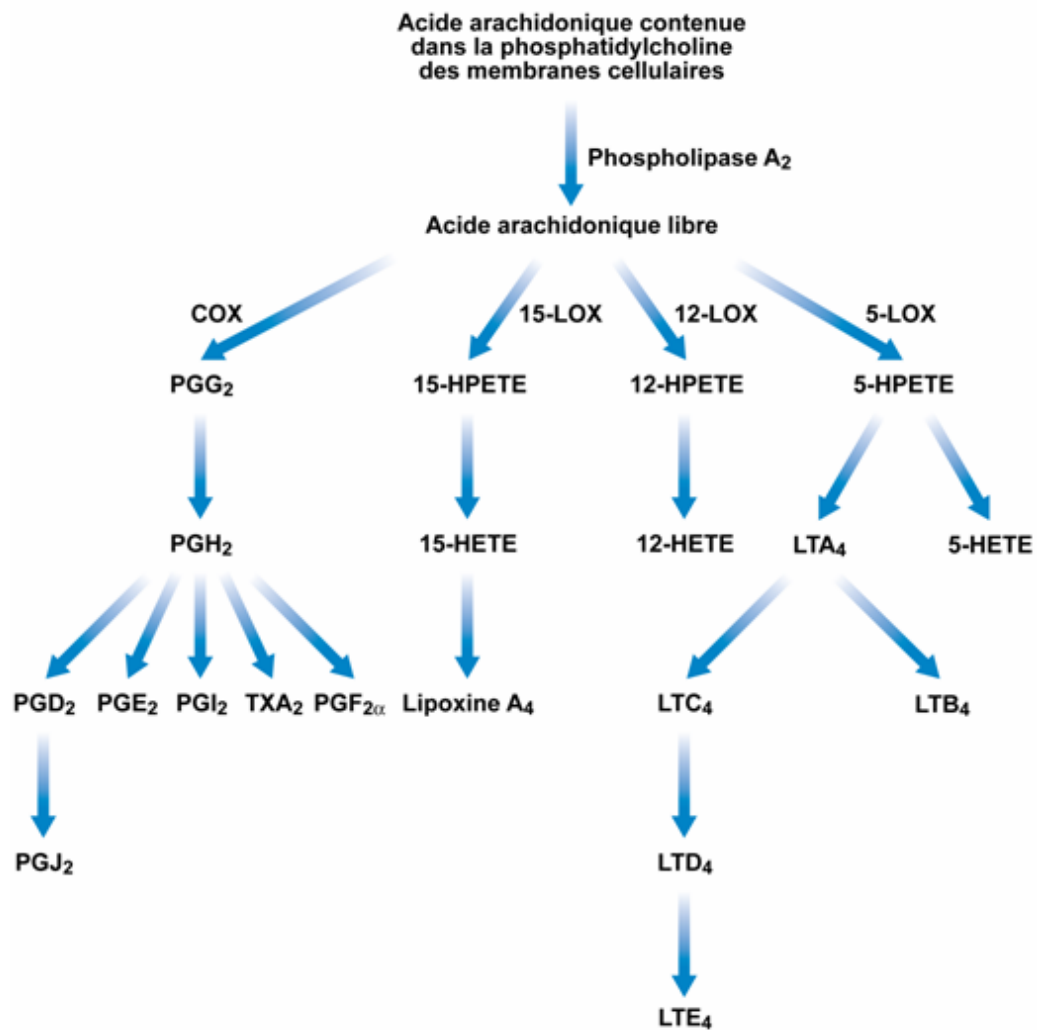 Acide arachidonique contenue
dans la phosphatidylcholine
des membranes cellulaires
Phospholipase A₂
Acide arachidonique libre
COX 15-LOX 12-LOX 5-LOX
PGG₂ 15-HPETE 12-HPETE 5-HPETE
PGH₂ 15-HETE 12-HETE LTA₄ 5-HETE
PGD₂ PGE₂ PGI₂ TXA₂ PGF₂α Lipoxine A₄ LTC₄ LTB₄
PGJ₂ LTD₄
LTE₄